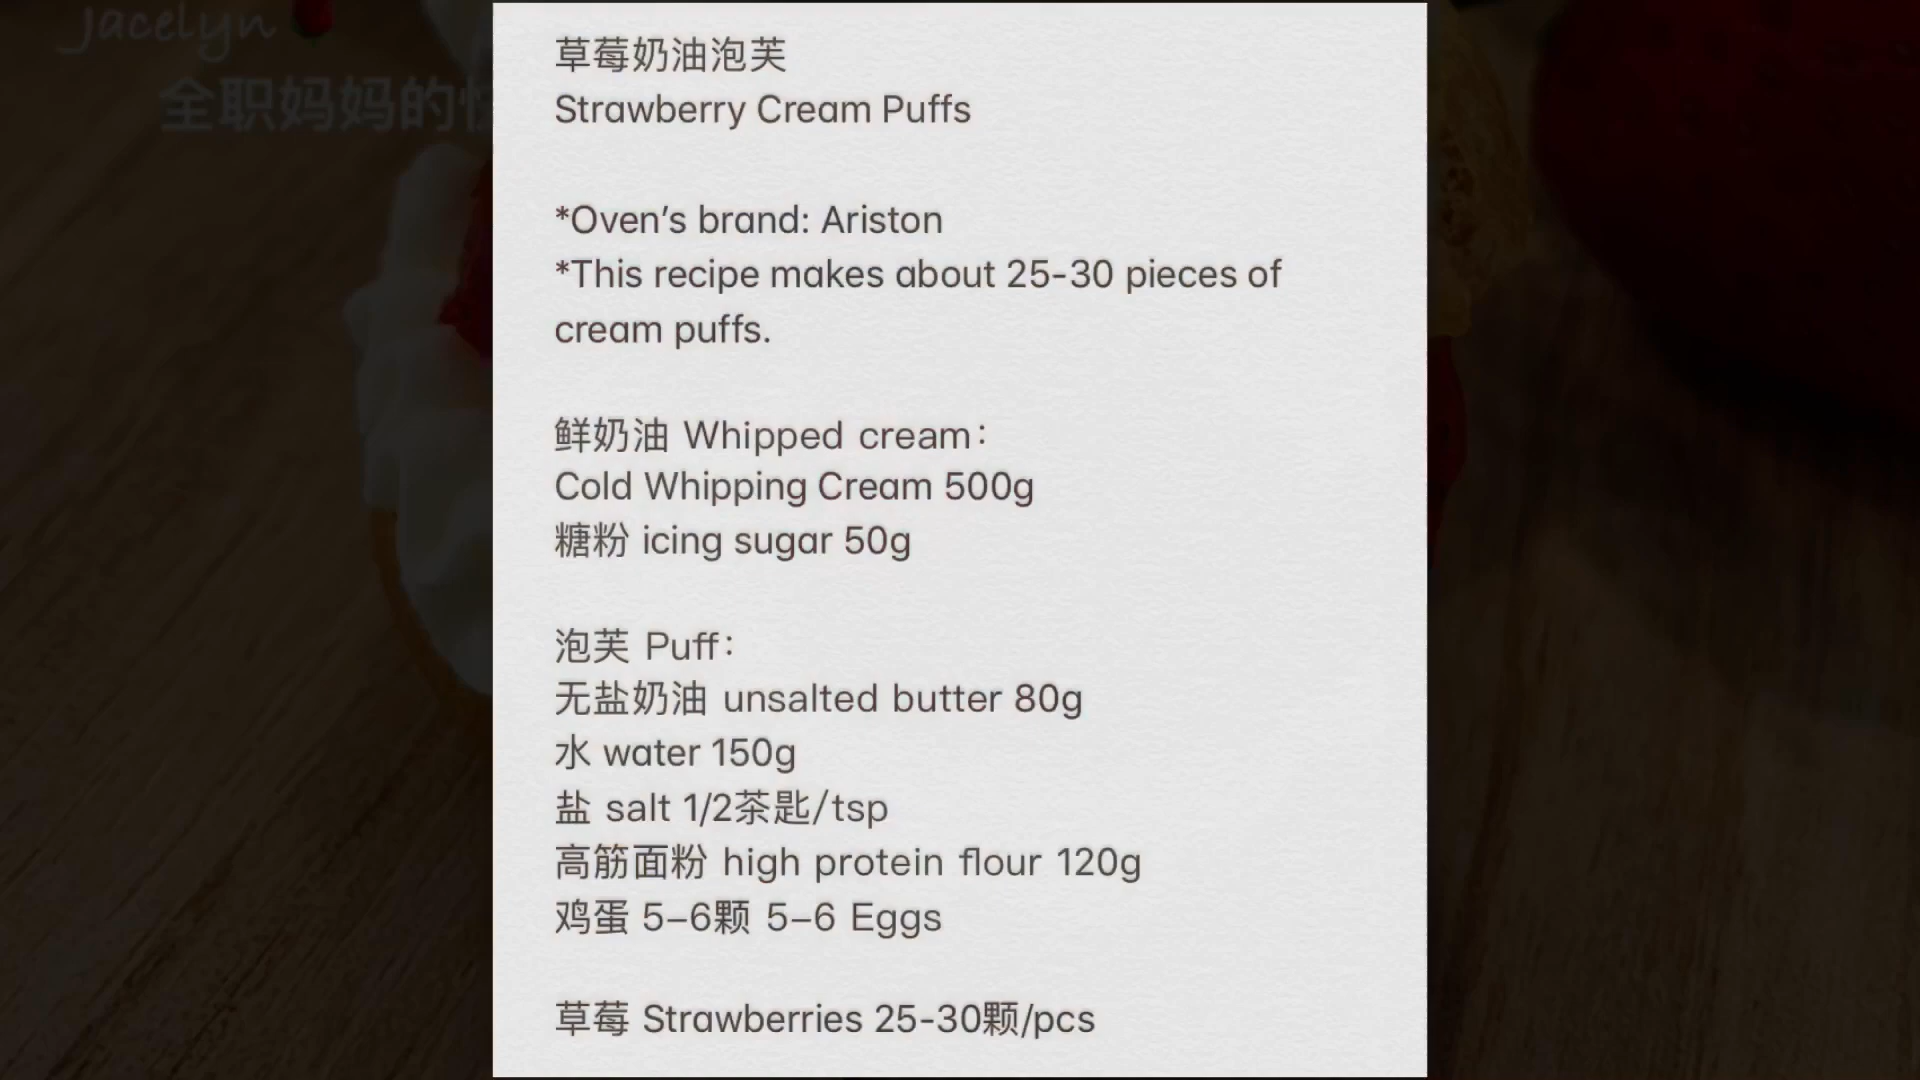 Jacelyn
全职妈妈的
草莓奶油泡芙
Strawberry Cream Puffs
*Oven’s brand: Ariston
*This recipe makes about 25-30 pieces of
cream puffs.
鲜奶油 Whipped cream：
Cold Whipping Cream 500g
糖粉 icing sugar 50g
泡芙 Puff：
无盐奶油 unsalted butter 80g
水 water 150g
盐 salt 1/2茶匙/tsp
高筋面粉 high protein flour 120g
鸡蛋 5–6颗 5–6 Eggs
草莓 Strawberries 25-30颗/pcs